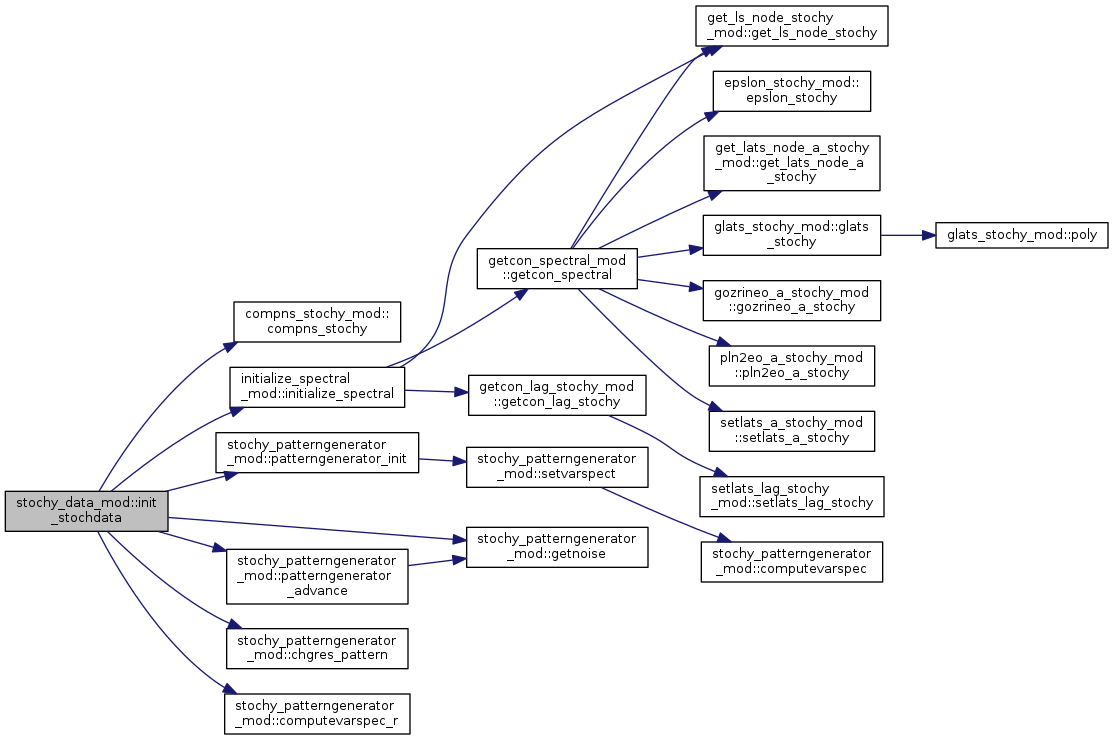 get_ls_node_stochy
_mod::get_ls_node_stochy
epslon_stochy_mod::
epslon_stochy
get_lats_node_a_stochy
_mod::get_lats_node_a
_stochy
glats_stochy_mod::glats
_stochy
glats_stochy_mod::poly
getcon_spectral_mod
::getcon_spectral
gozrineo_a_stochy_mod
::gozrineo_a_stochy
compns_stochy_mod::
compns_stochy
pln2eo_a_stochy_mod
::pln2eo_a_stochy
initialize_spectral
_mod::initialize_spectral
getcon_lag_stochy_mod
::getcon_lag_stochy
setlats_a_stochy_mod
::setlats_a_stochy
stochy_patterngenerator
_mod::patterngenerator_init
stochy_patterngenerator
_mod::setvarspect
setlats_lag_stochy
_mod::setlats_lag_stochy
stochy_data_mod::init
_stochdata
stochy_patterngenerator
_mod::getnoise
stochy_patterngenerator
_mod::computevarspec
stochy_patterngenerator
_mod::patterngenerator
_advance
stochy_patterngenerator
_mod::chgres_pattern
stochy_patterngenerator
_mod::computevarspec_r